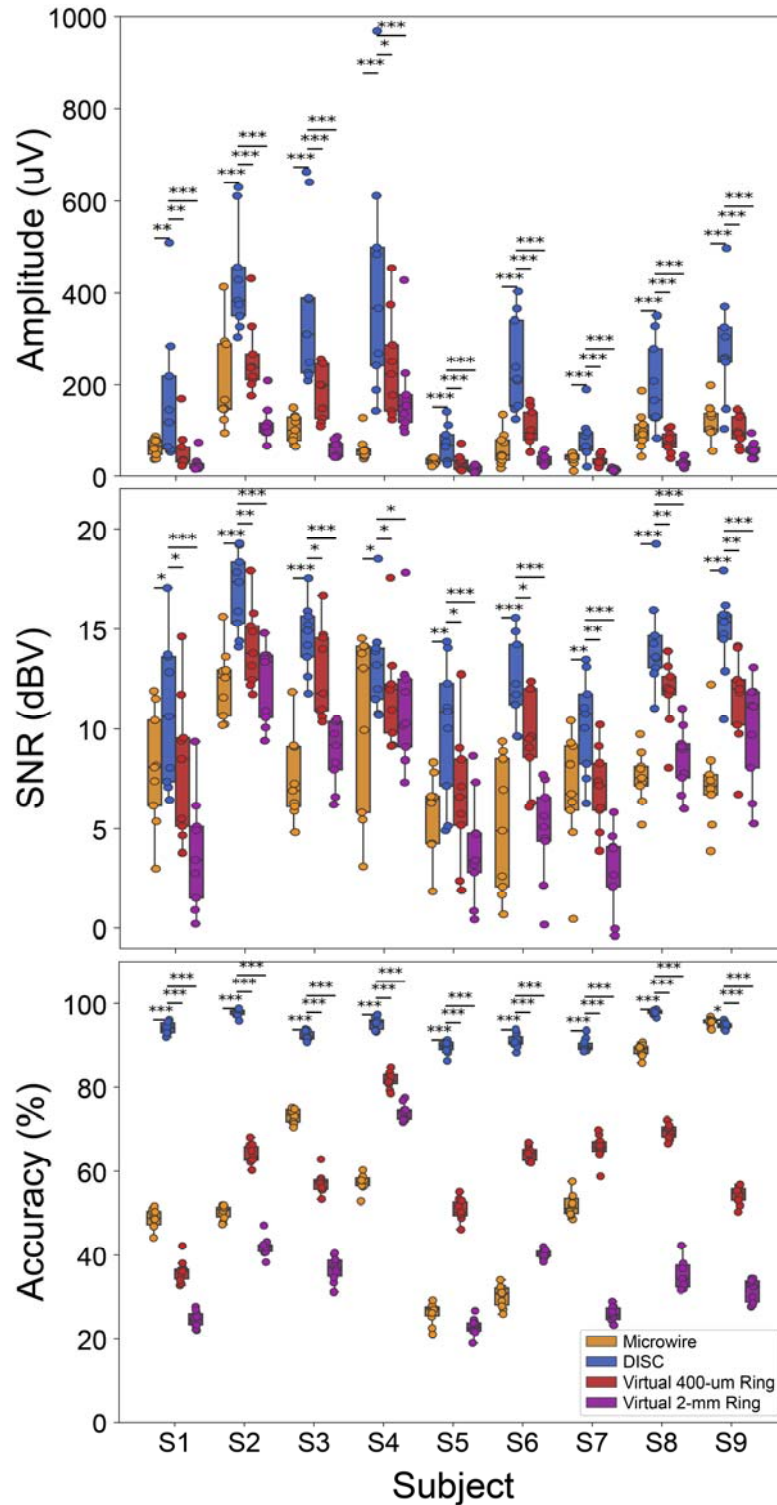 1000
800
600
400
200
0
Amplitude (uV)
** ** ***
*** *** ***
*** *** ***
*** * ***
*** *** ***
*** *** ***
*** *** ***
*** *** ***
*** *** ***
20
15
10
5
0
SNR (dBV)
* * ***
*** ** ***
*** * ***
* * *
** * ***
*** * ***
** ** ***
*** ** ***
*** ** ***
100
80
60
40
20
0
Accuracy (%)
*** *** ***
*** *** ***
*** *** ***
*** *** ***
*** *** ***
*** *** ***
*** *** ***
*** *** ***
* *** ***
Microwire
DISC
Virtual 400-um Ring
Virtual 2-mm Ring
S1 S2 S3 S4 S5 S6 S7 S8 S9
Subject